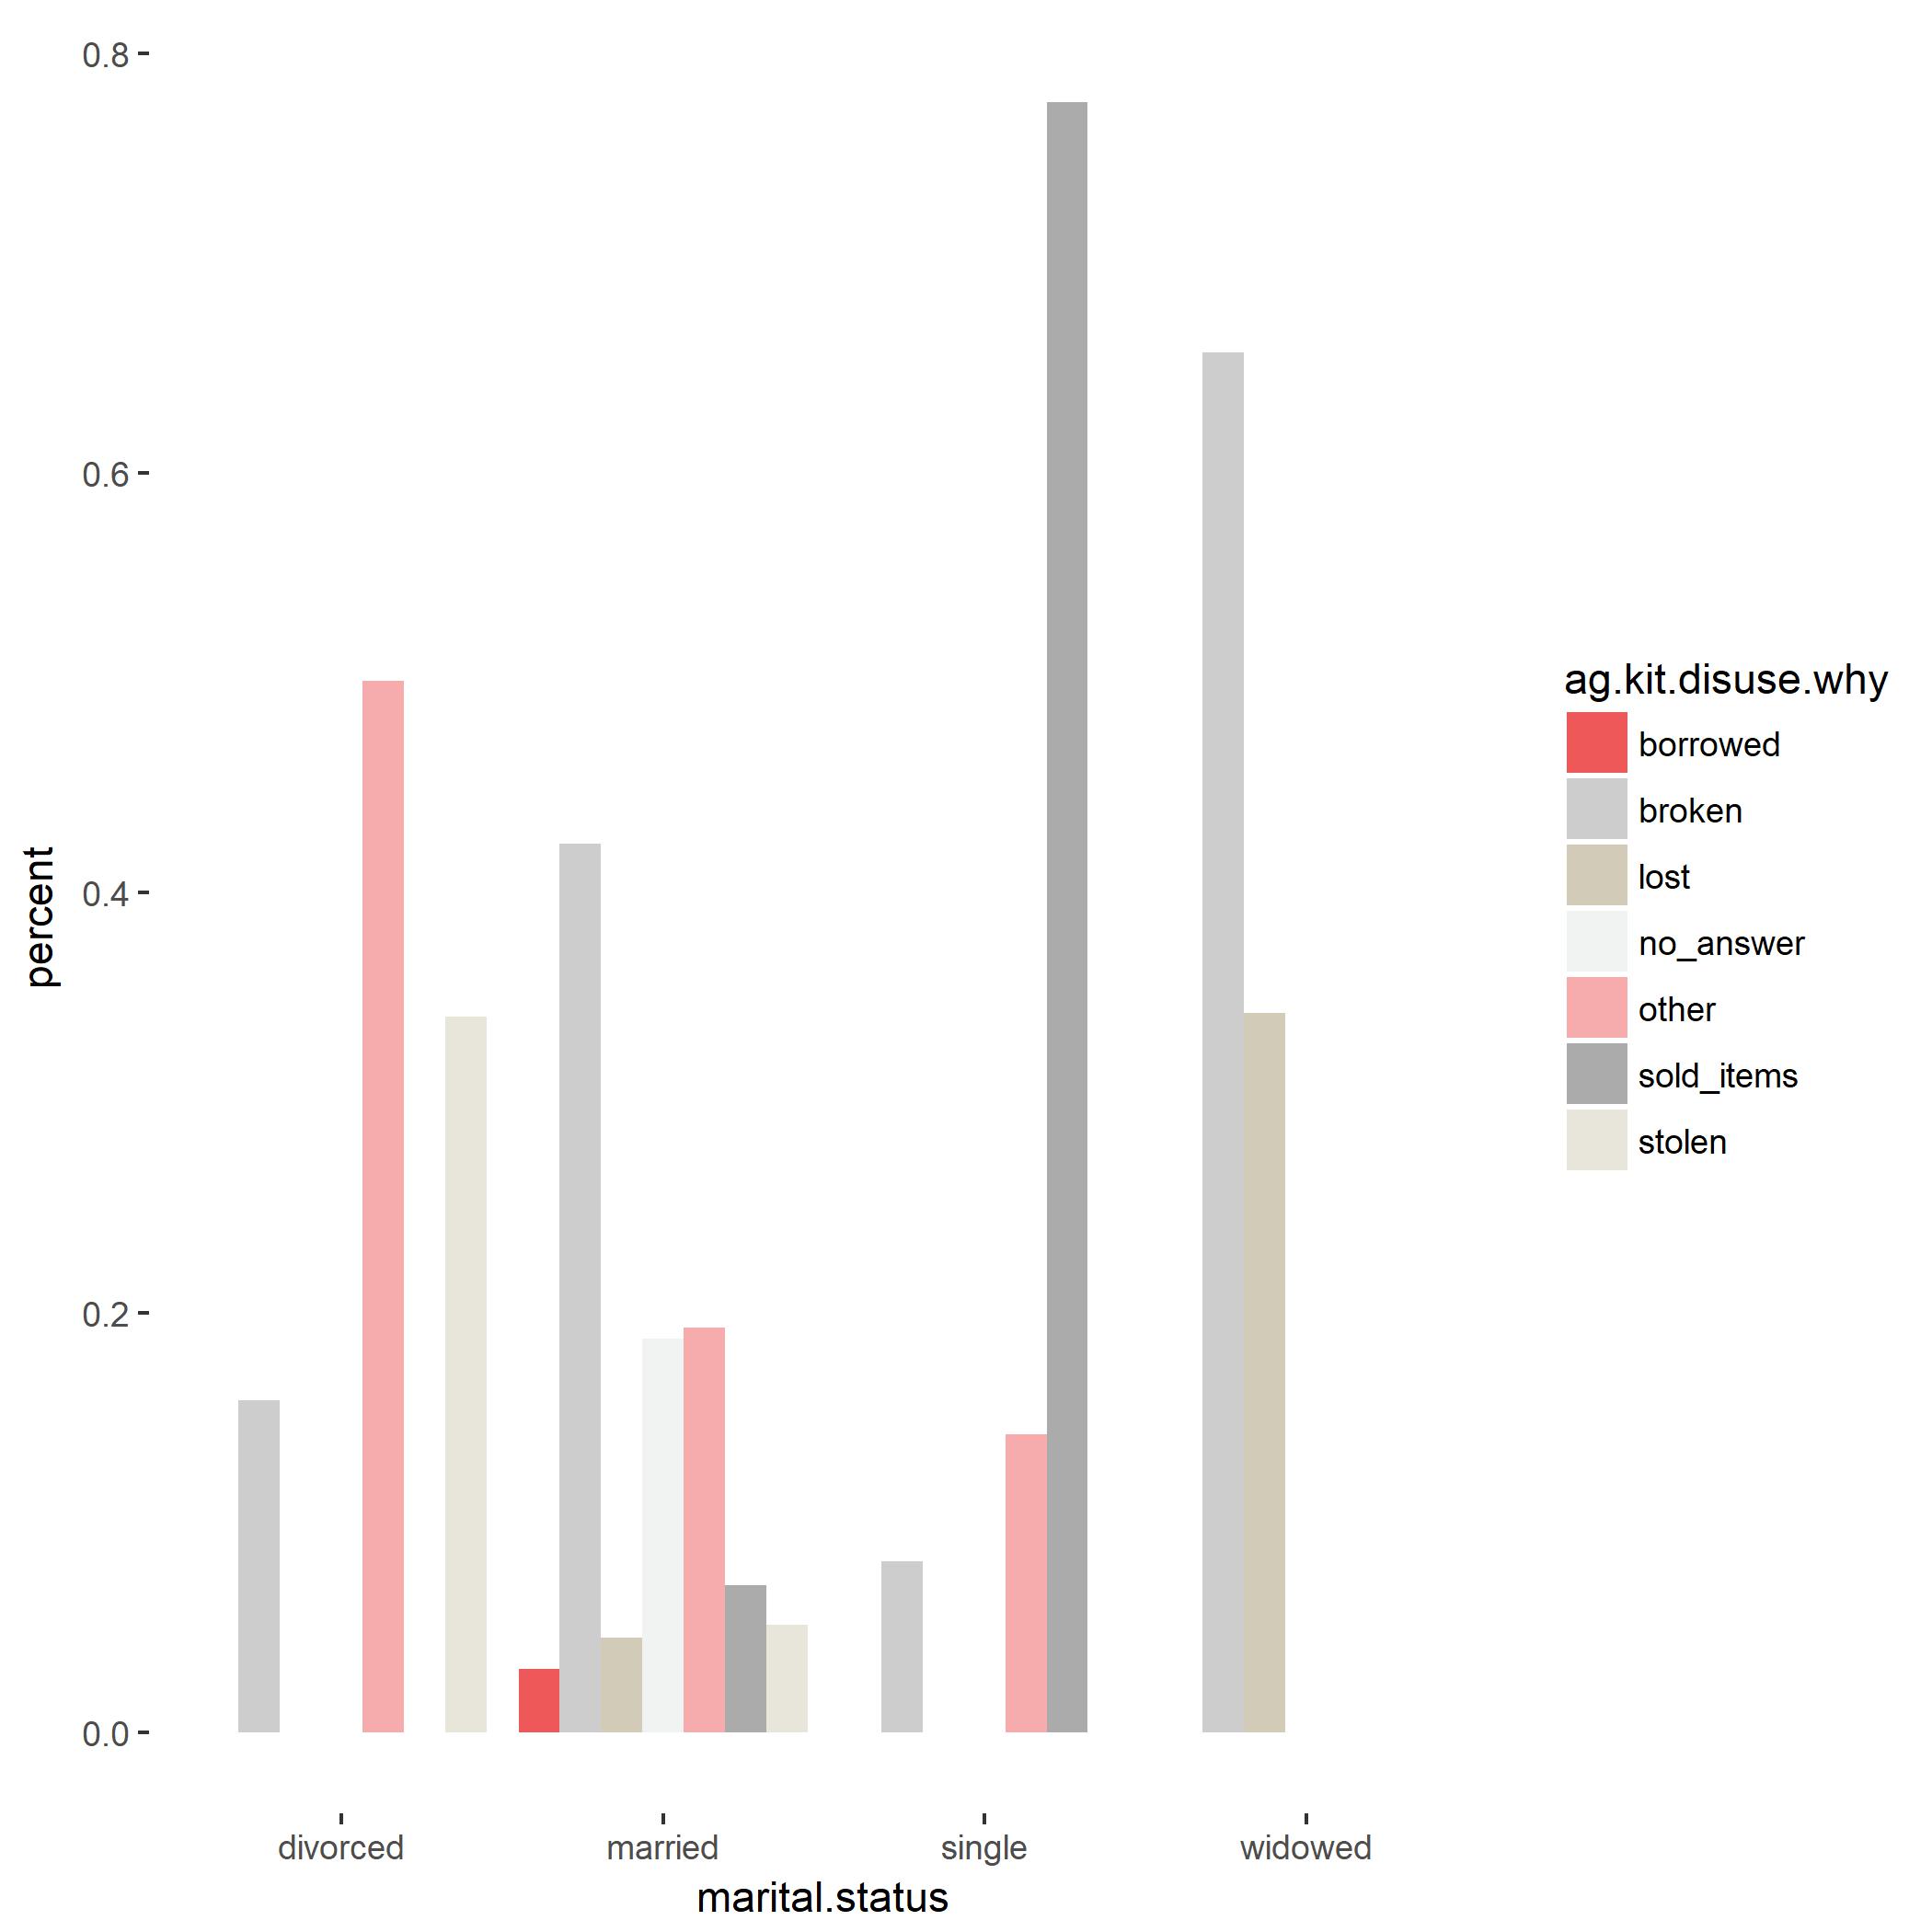 percent
0.8
0.6
0.4
0.2
0.0
divorced married single widowed
marital.status
ag.kit.disuse.why
borrowed
broken
lost
no_answer
other
sold_items
stolen